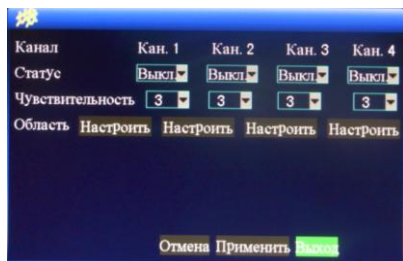 Канал Кан. 1 Кан. 2 Кан. 3 Кан. 4
Статус Выкл. Выкл. Выкл. Выкл.
Чувствительность 3 3 3 3
Область Настроить Настроить Настроить Настроить
Отмена Применить Выход